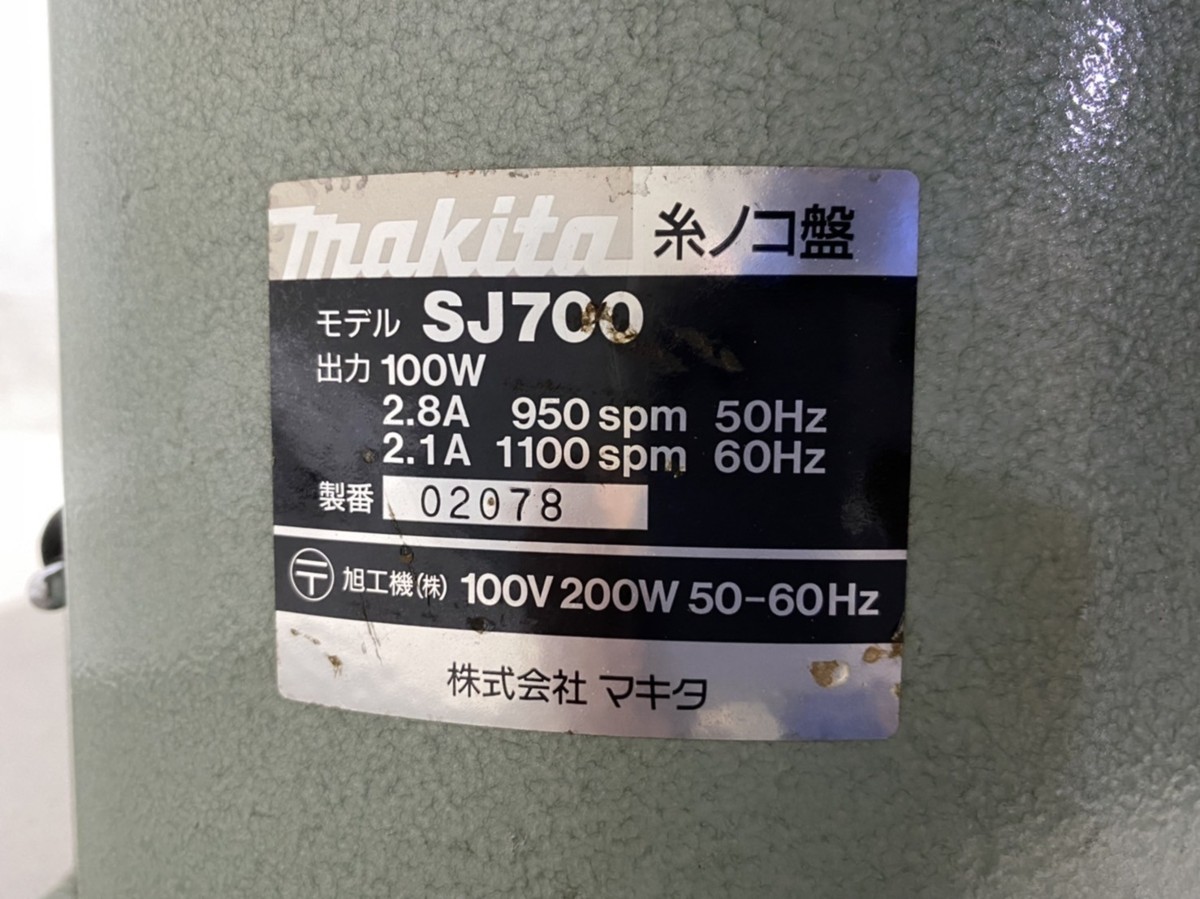 makita 糸ノコ盤
モデル SJ700
出力 100W
2.8A 950 spm 50Hz
2.1A 1100 spm 60Hz
製番 02078
〒 旭工機(株) 100V 200W 50-60Hz
株式会社 マキタ